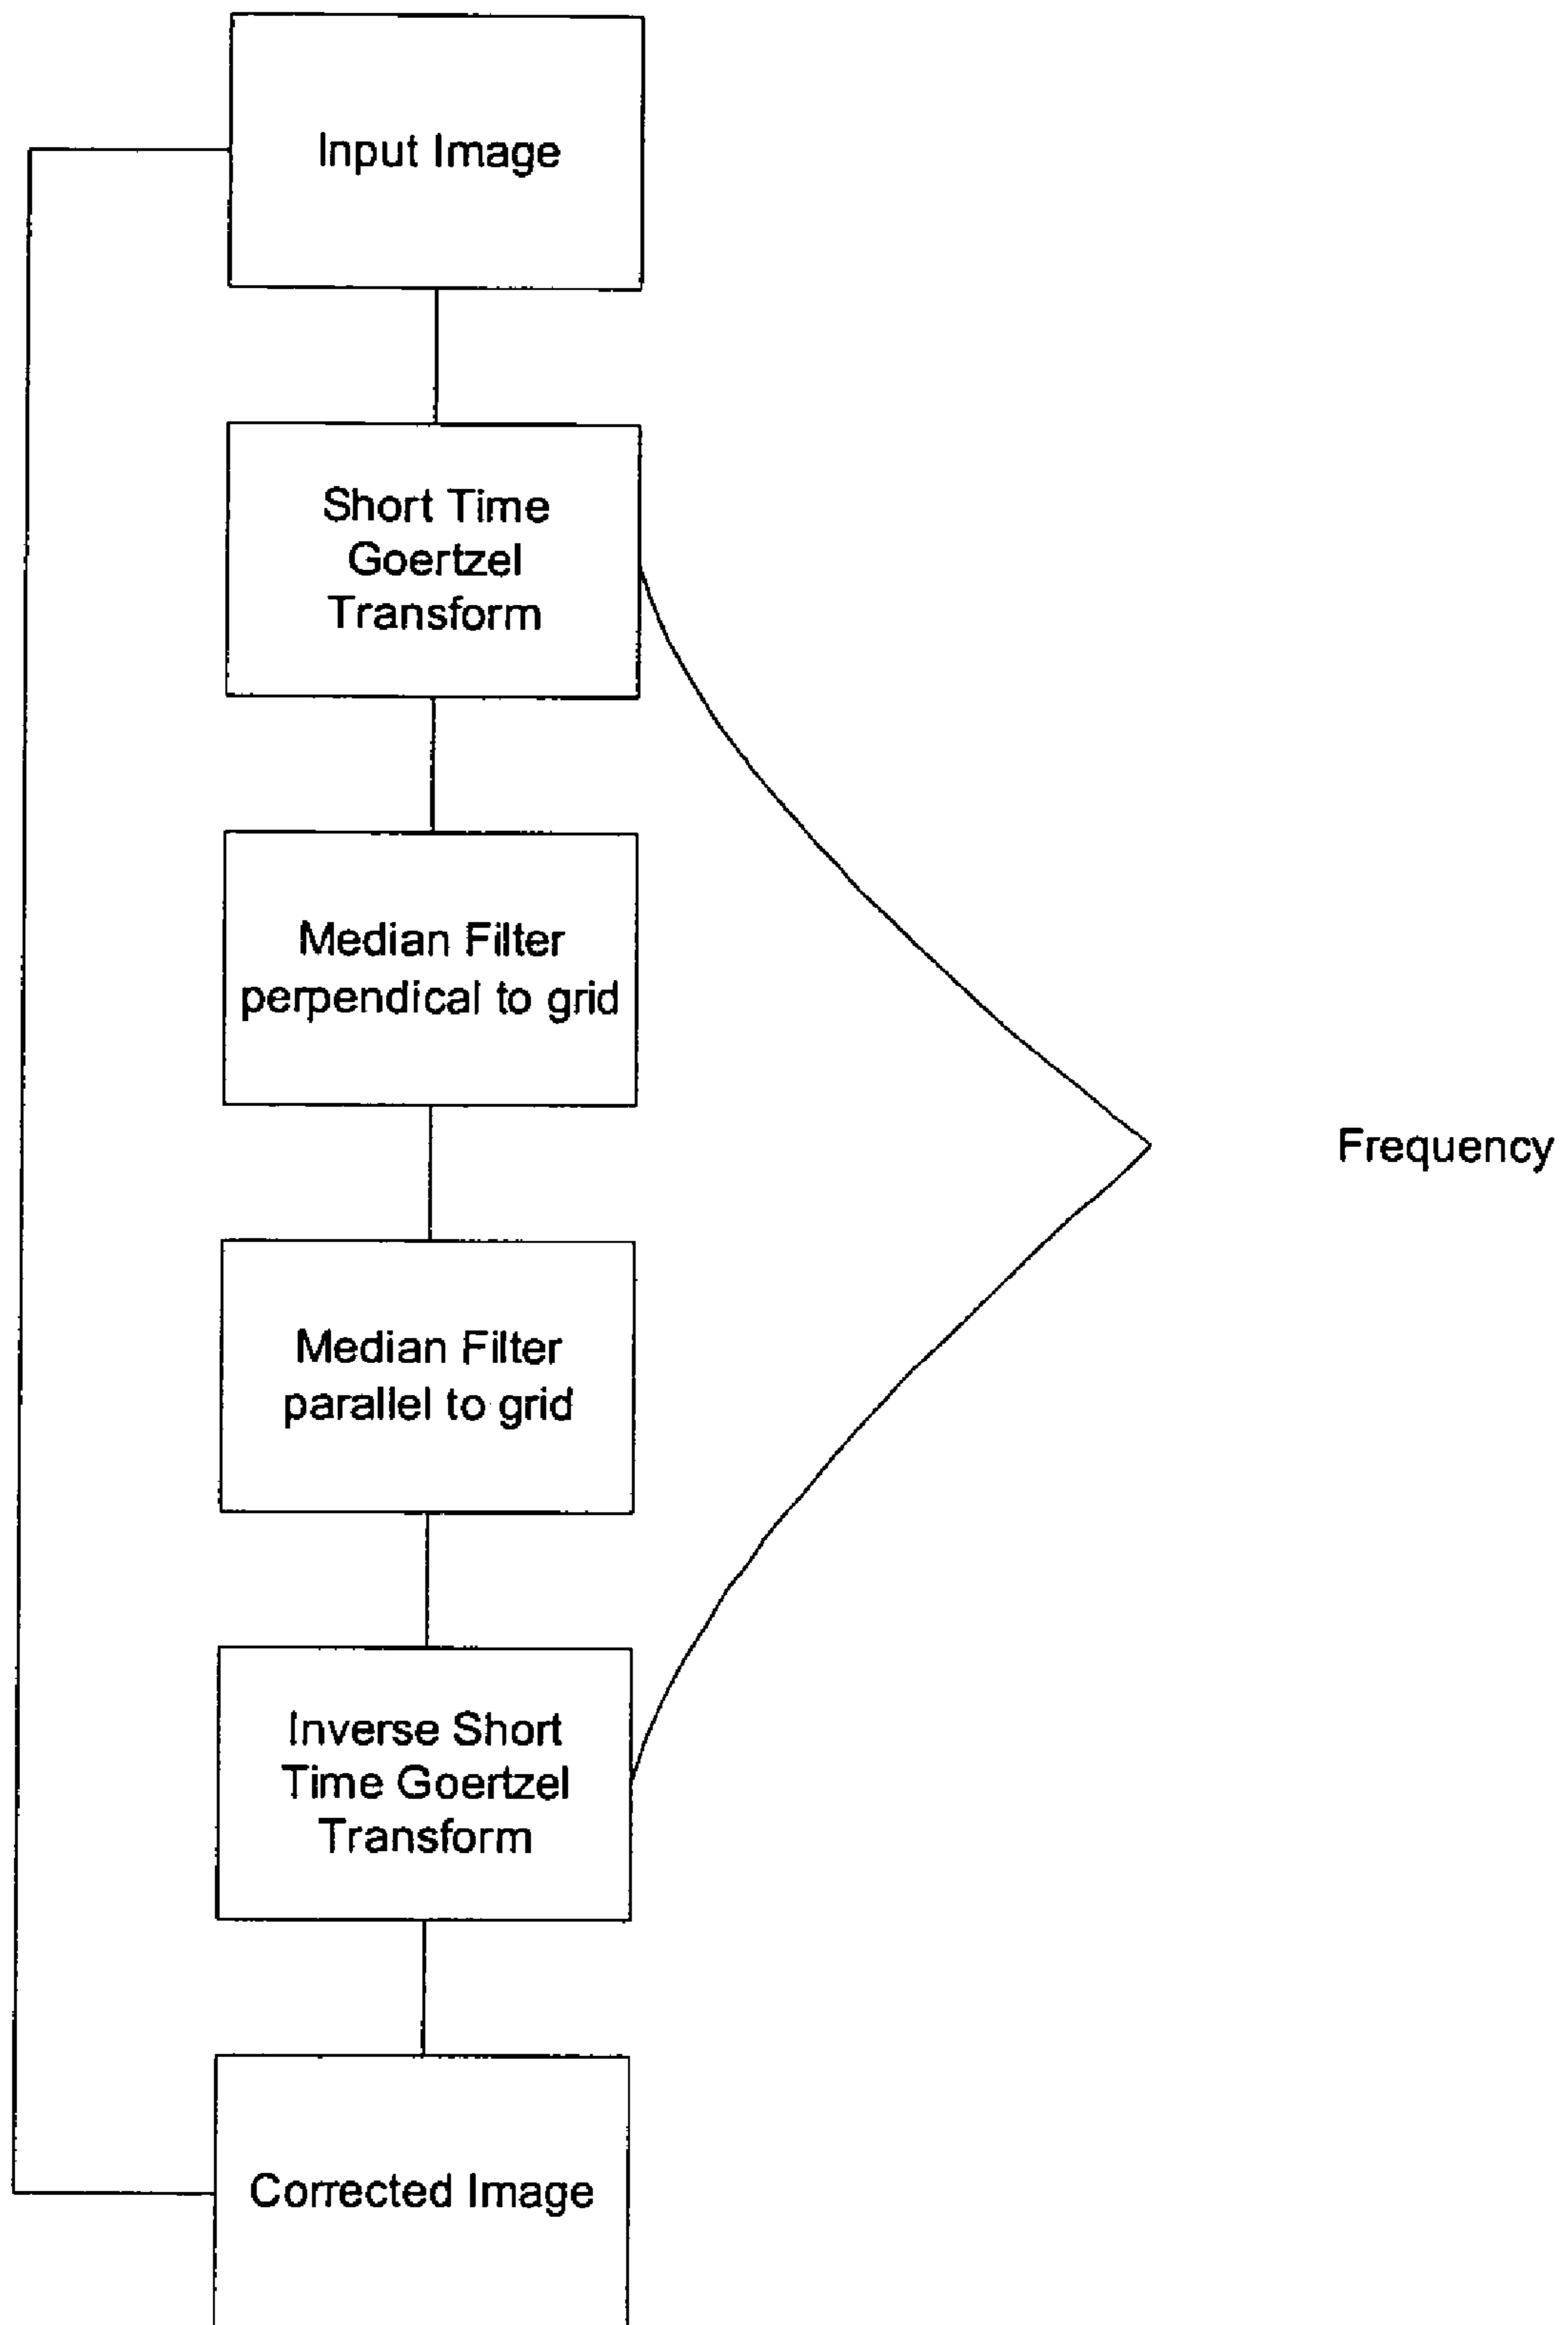 Input Image
Short Time
Goertzel
Transform
Median Filter
perpendical to grid
Frequency
Median Filter
parallel to grid
Inverse Short
Time Goertzel
Transform
Corrected Image